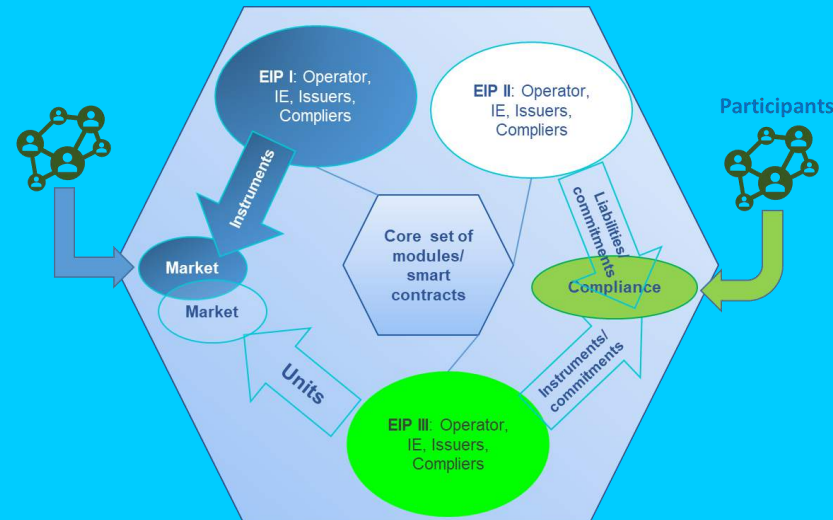 EIP I: Operator,
IE, Issuers,
Compliers
EIP II: Operator,
IE, Issuers,
Compliers
Participants
Instruments
Liabilities/
commitments
Core set of
modules/
smart
contracts
Market
Market
Compliance
Units
Instruments/
commitments
EIP III: Operator,
IE, Issuers,
Compliers